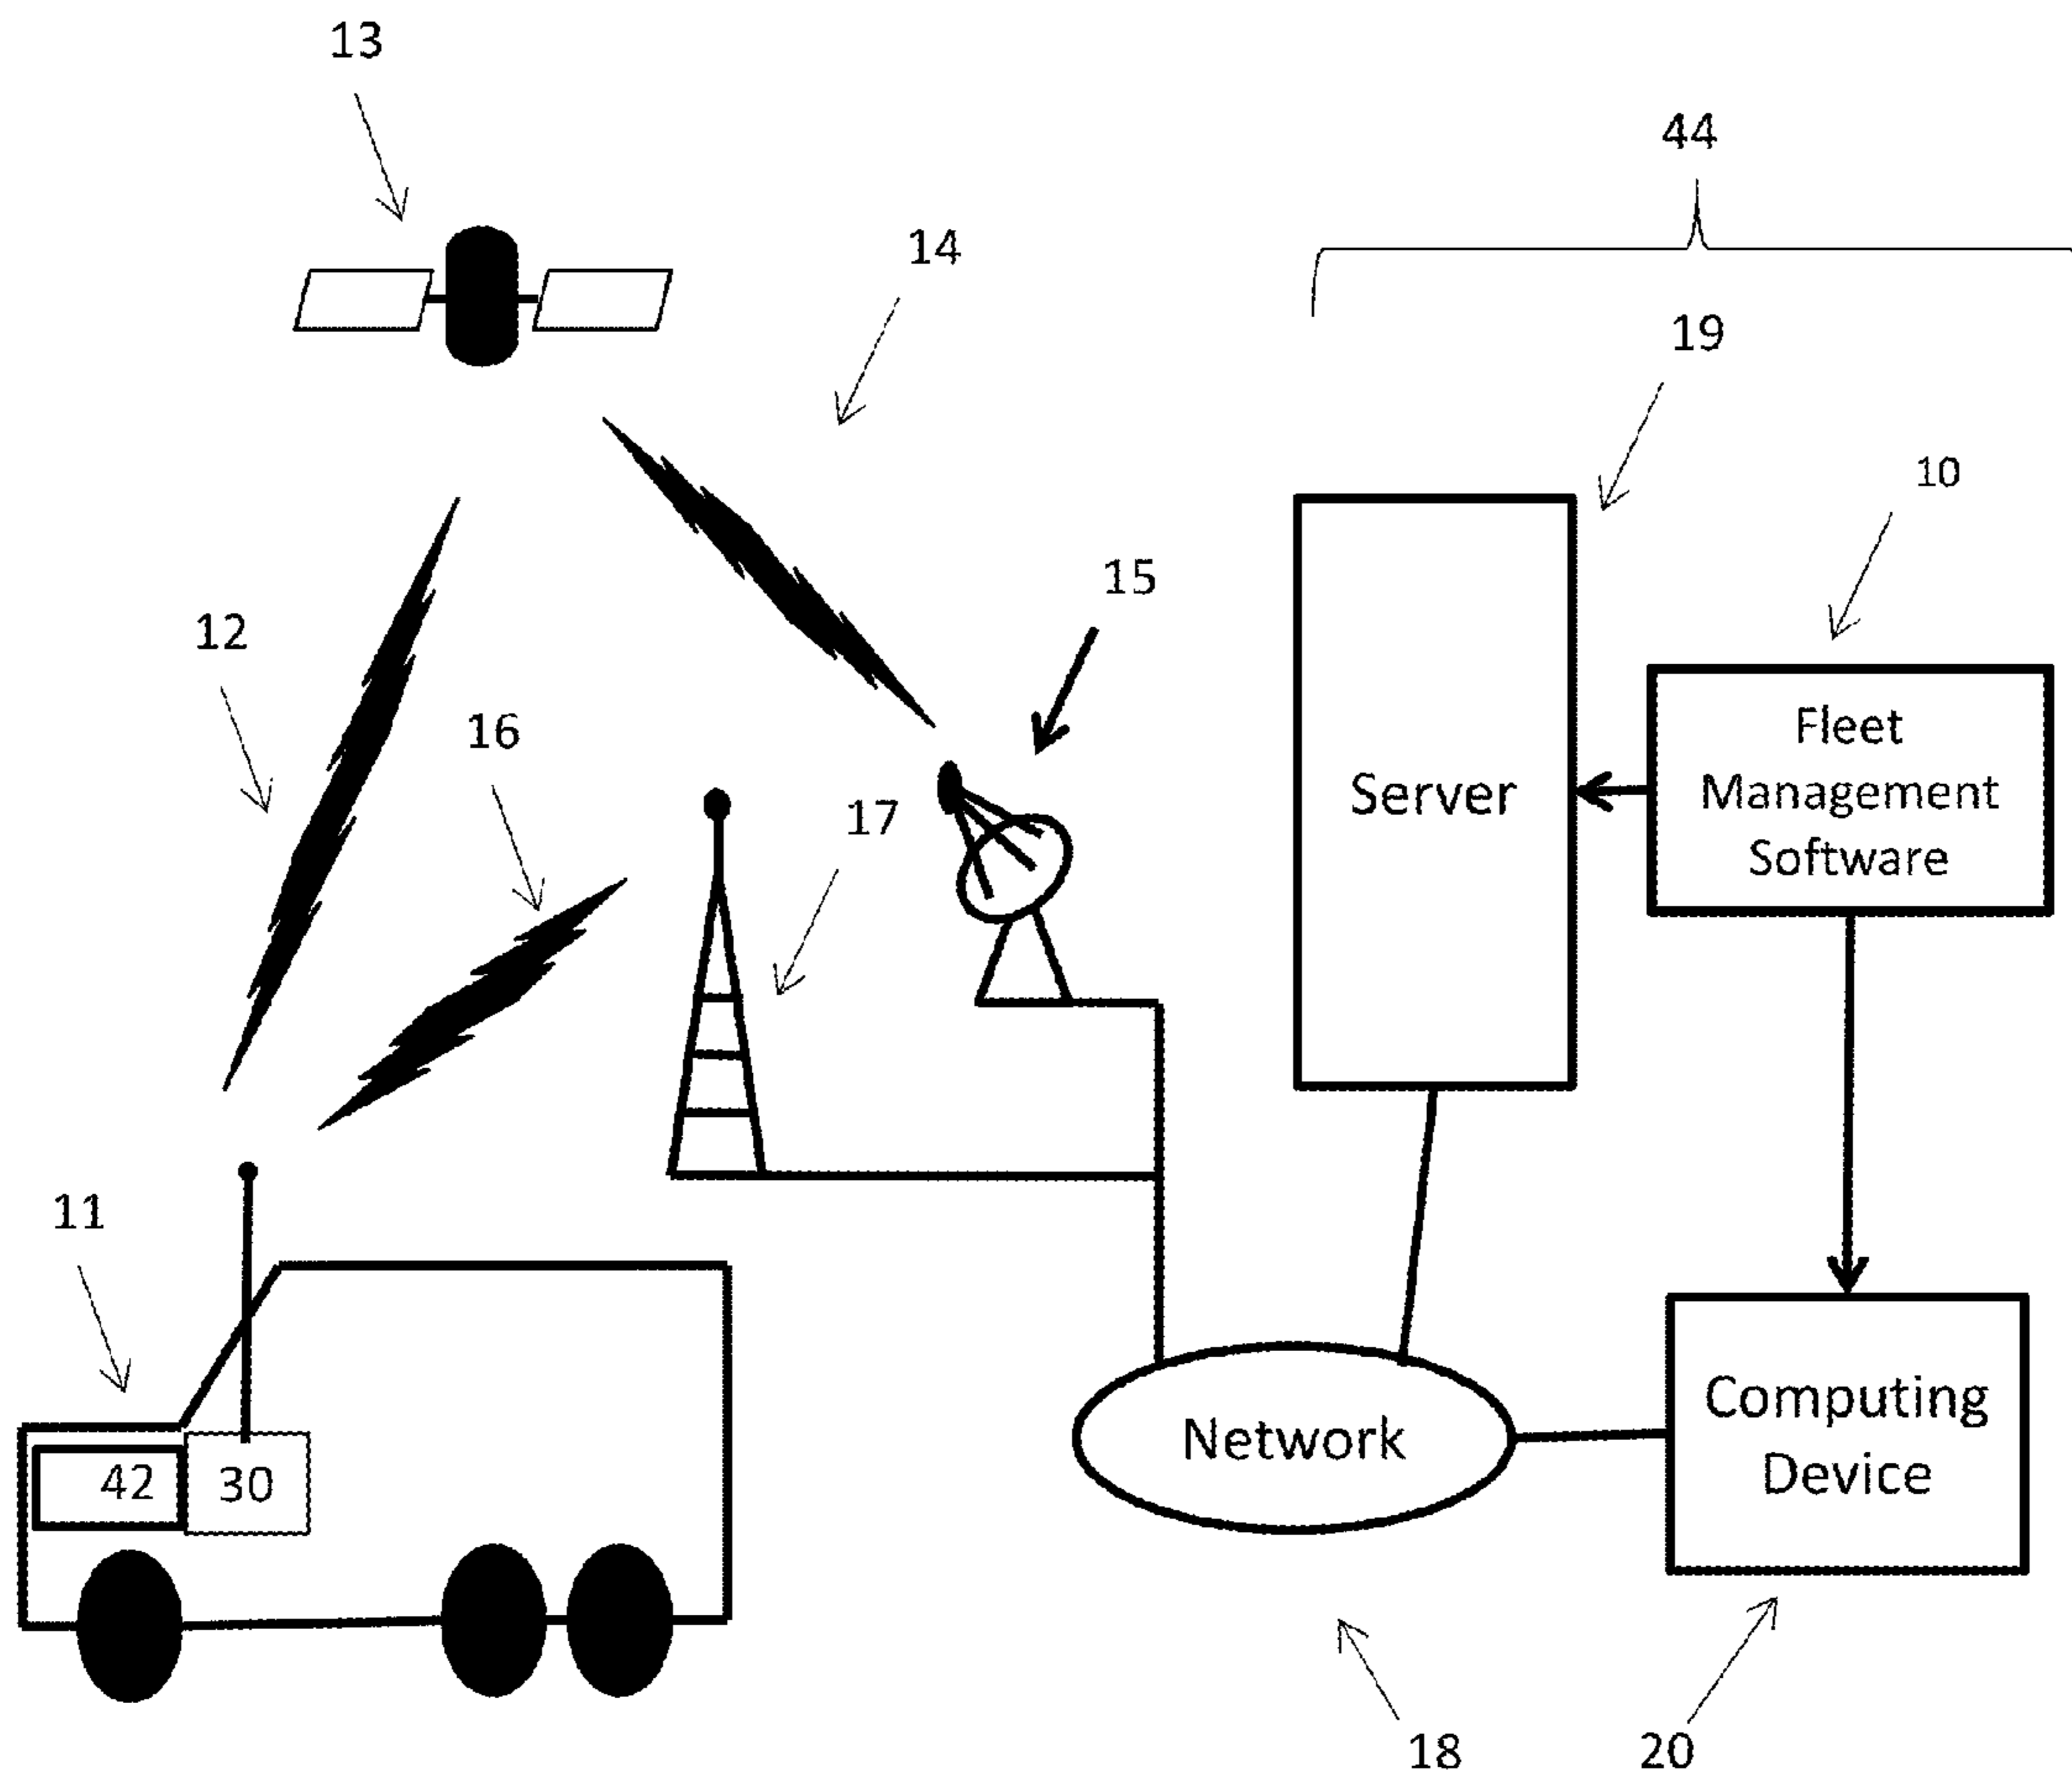 13
44
14
19
10
15
12
16
17
Fleet
Management
Software
Server
11
Computing
Device
Network
42
30
18
20